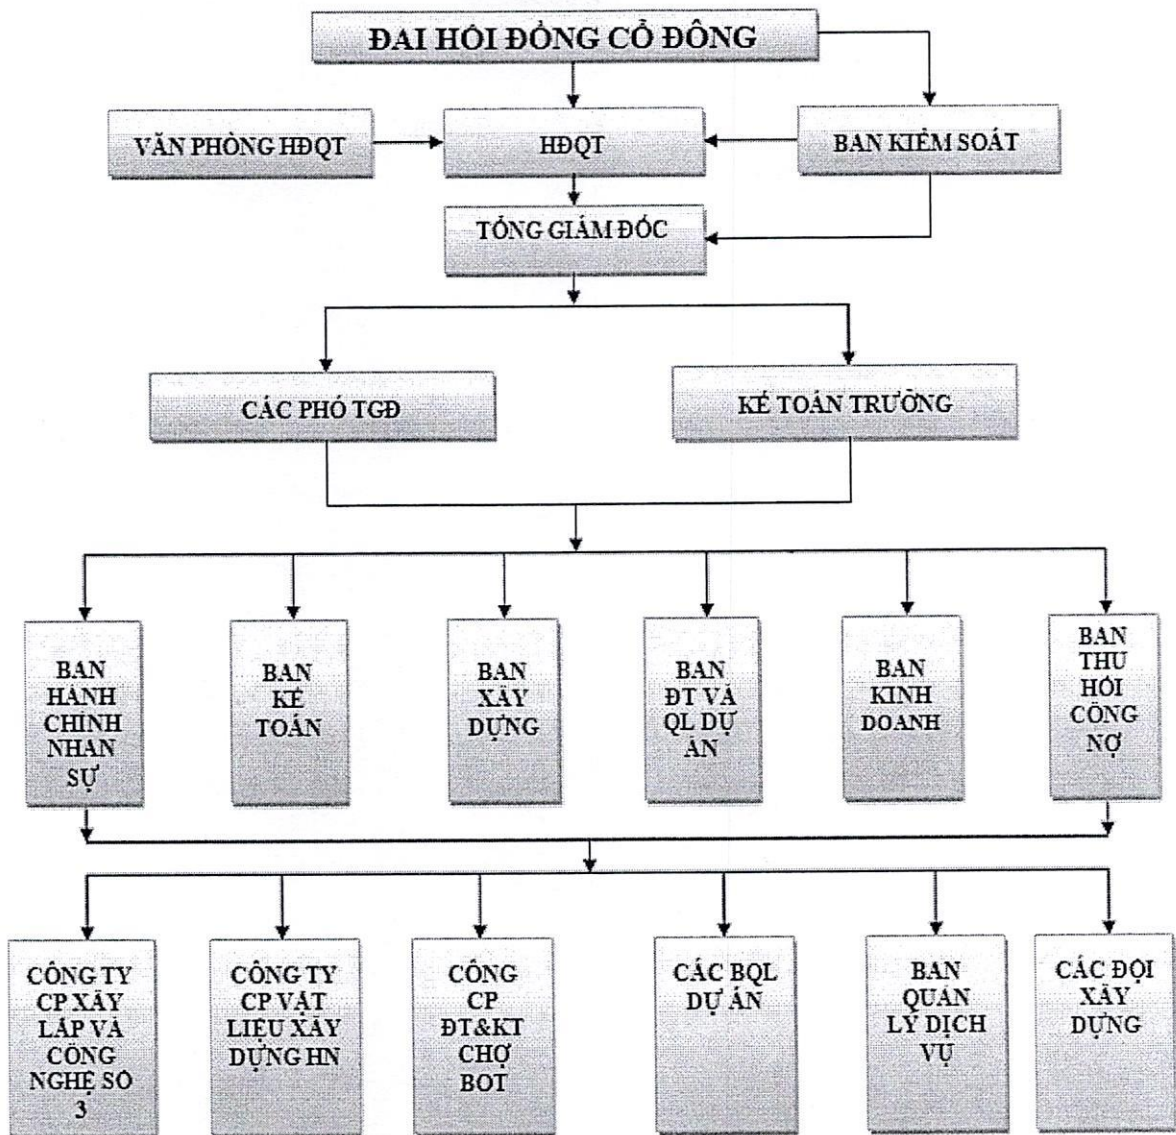 ĐAI HÔI ĐỒNG CỔ ĐÔNG
VĂN PHÒNG HĐQT
HĐQT
BAN KIỂM SOÁT
TỔNG GIÁM ĐỐC
CÁC PHÓ TGĐ
KẾ TOÁN TRƯỞNG
BAN
HÀNH
CHÍNH
NHAN
SỰ
BAN
KẾ
TOÁN
BAN
XÂY
DỰNG
BAN
ĐT VÀ
QL DỰ
ÁN
BAN
KINH
DOANH
BAN
THU
HỒI
CÔNG
NỢ
CÔNG TY
CP XÂY
LẮP VÀ
CÔNG
NGHỆ SỐ
3
CÔNG TY
CP VẬT
LIỆU XÂY
DỰNG HN
CÔNG
CP
ĐT&KT
CHỢ
BOT
CÁC BQL
DỰ ÁN
BAN
QUẢN
LÝ DỊCH
VỤ
CÁC ĐỘI
XÂY
DỰNG